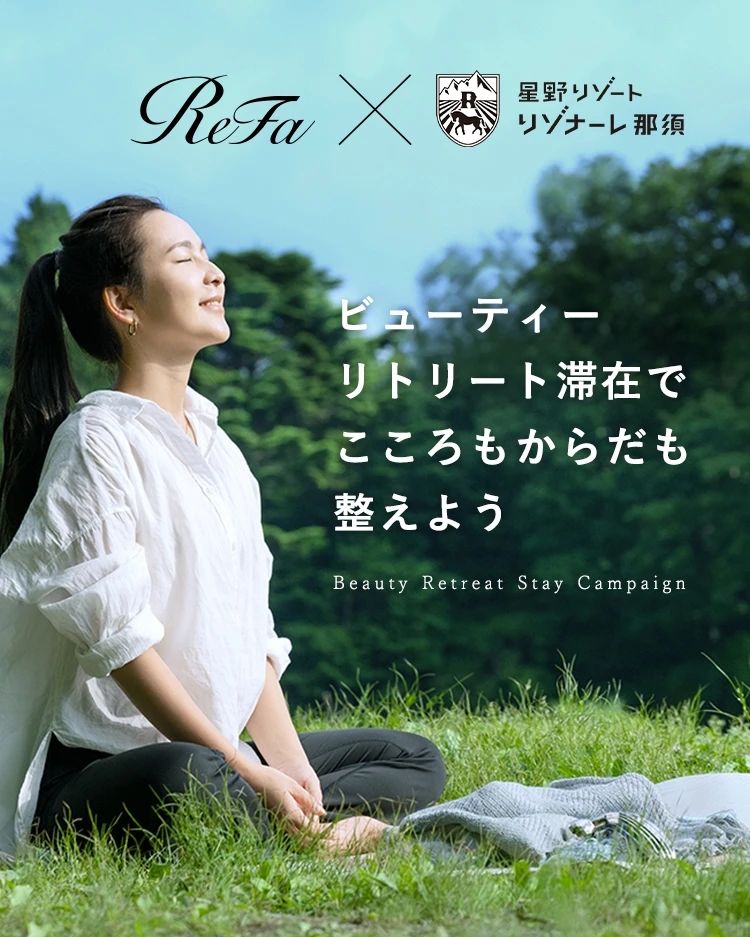 ReFa
星野リゾート
R
リゾナーレ那須
ビューティー
リトリート滞在で
こころもからだも
整えよう
Beauty Retreat Stay Campaign